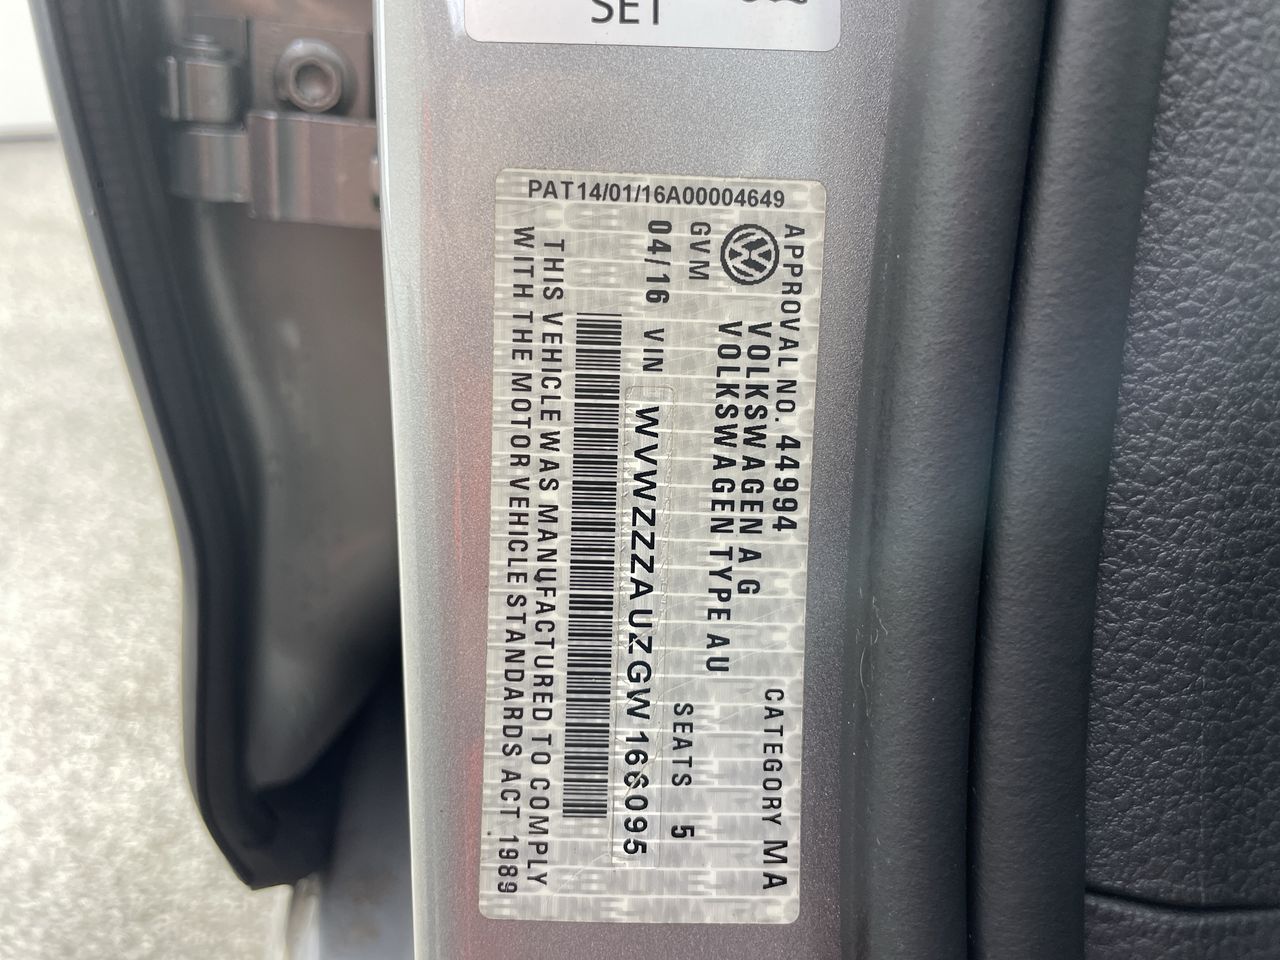 SET
PAT14/01/16A00004649
APPROVAL NO. 44994 CATEGORY MA
VOLKSWAGEN AG
VOLKSWAGEN TYPE AU
GVM SEATS 5
04/16 VIN WVWZZZAUZGW166095
THIS VEHICLE WAS MANUFACTURED TO COMPLY
WITH THE MOTOR VEHICLE STANDARDS ACT 1989